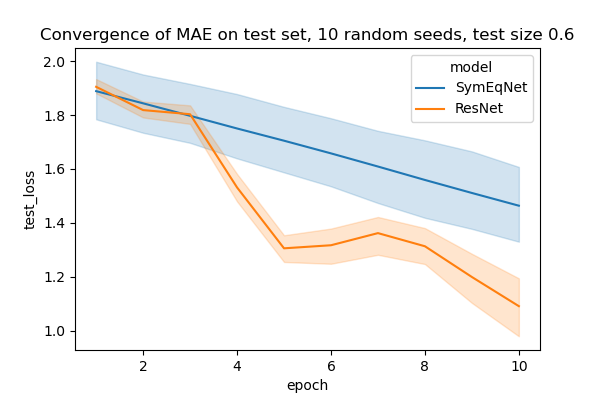 Convergence of MAE on test set, 10 random seeds, test size 0.6
model
SymEqNet
ResNet
2.0
1.8
1.6
1.4
1.2
1.0
test_loss
2
4
6
8
10
epoch